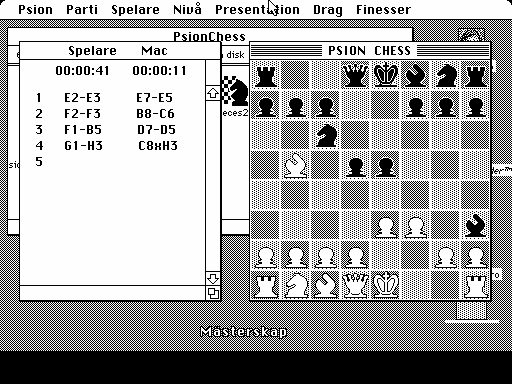 Psion Parti Spelare Nivå Presentation Drag Finesser
PsionChess
disk
eces2
PSION CHESS
Spelare Mac
00:00:41 00:00:11
1 E2-E3 E7-E5
2 F2-F3 B8-C6
3 F1-B5 D7-D5
4 G1-H3 C8xH3
5
Mästerskap